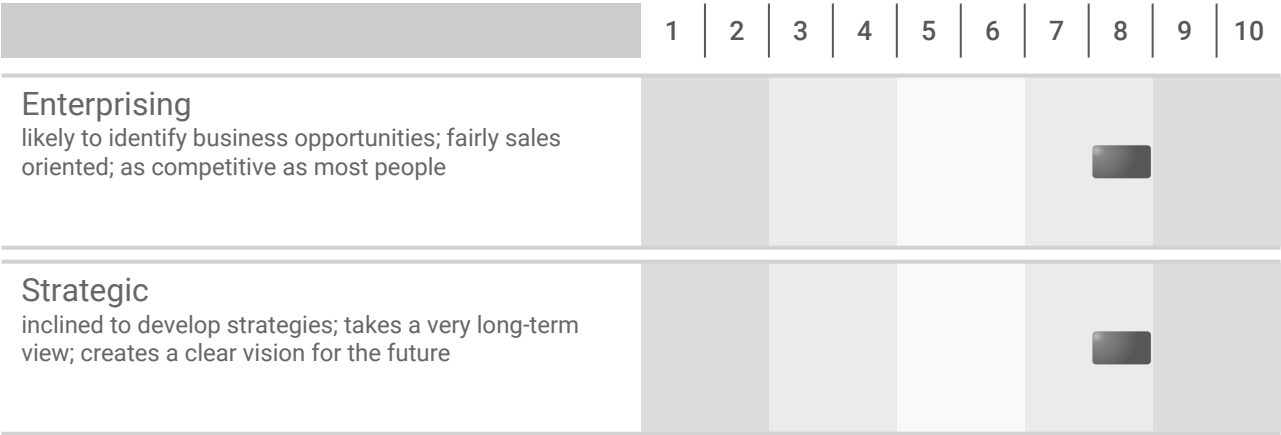 1 2 3 4 5 6 7 8 9 10
Enterprising
likely to identify business opportunities; fairly sales
oriented; as competitive as most people
Strategic
inclined to develop strategies; takes a very long-term
view; creates a clear vision for the future